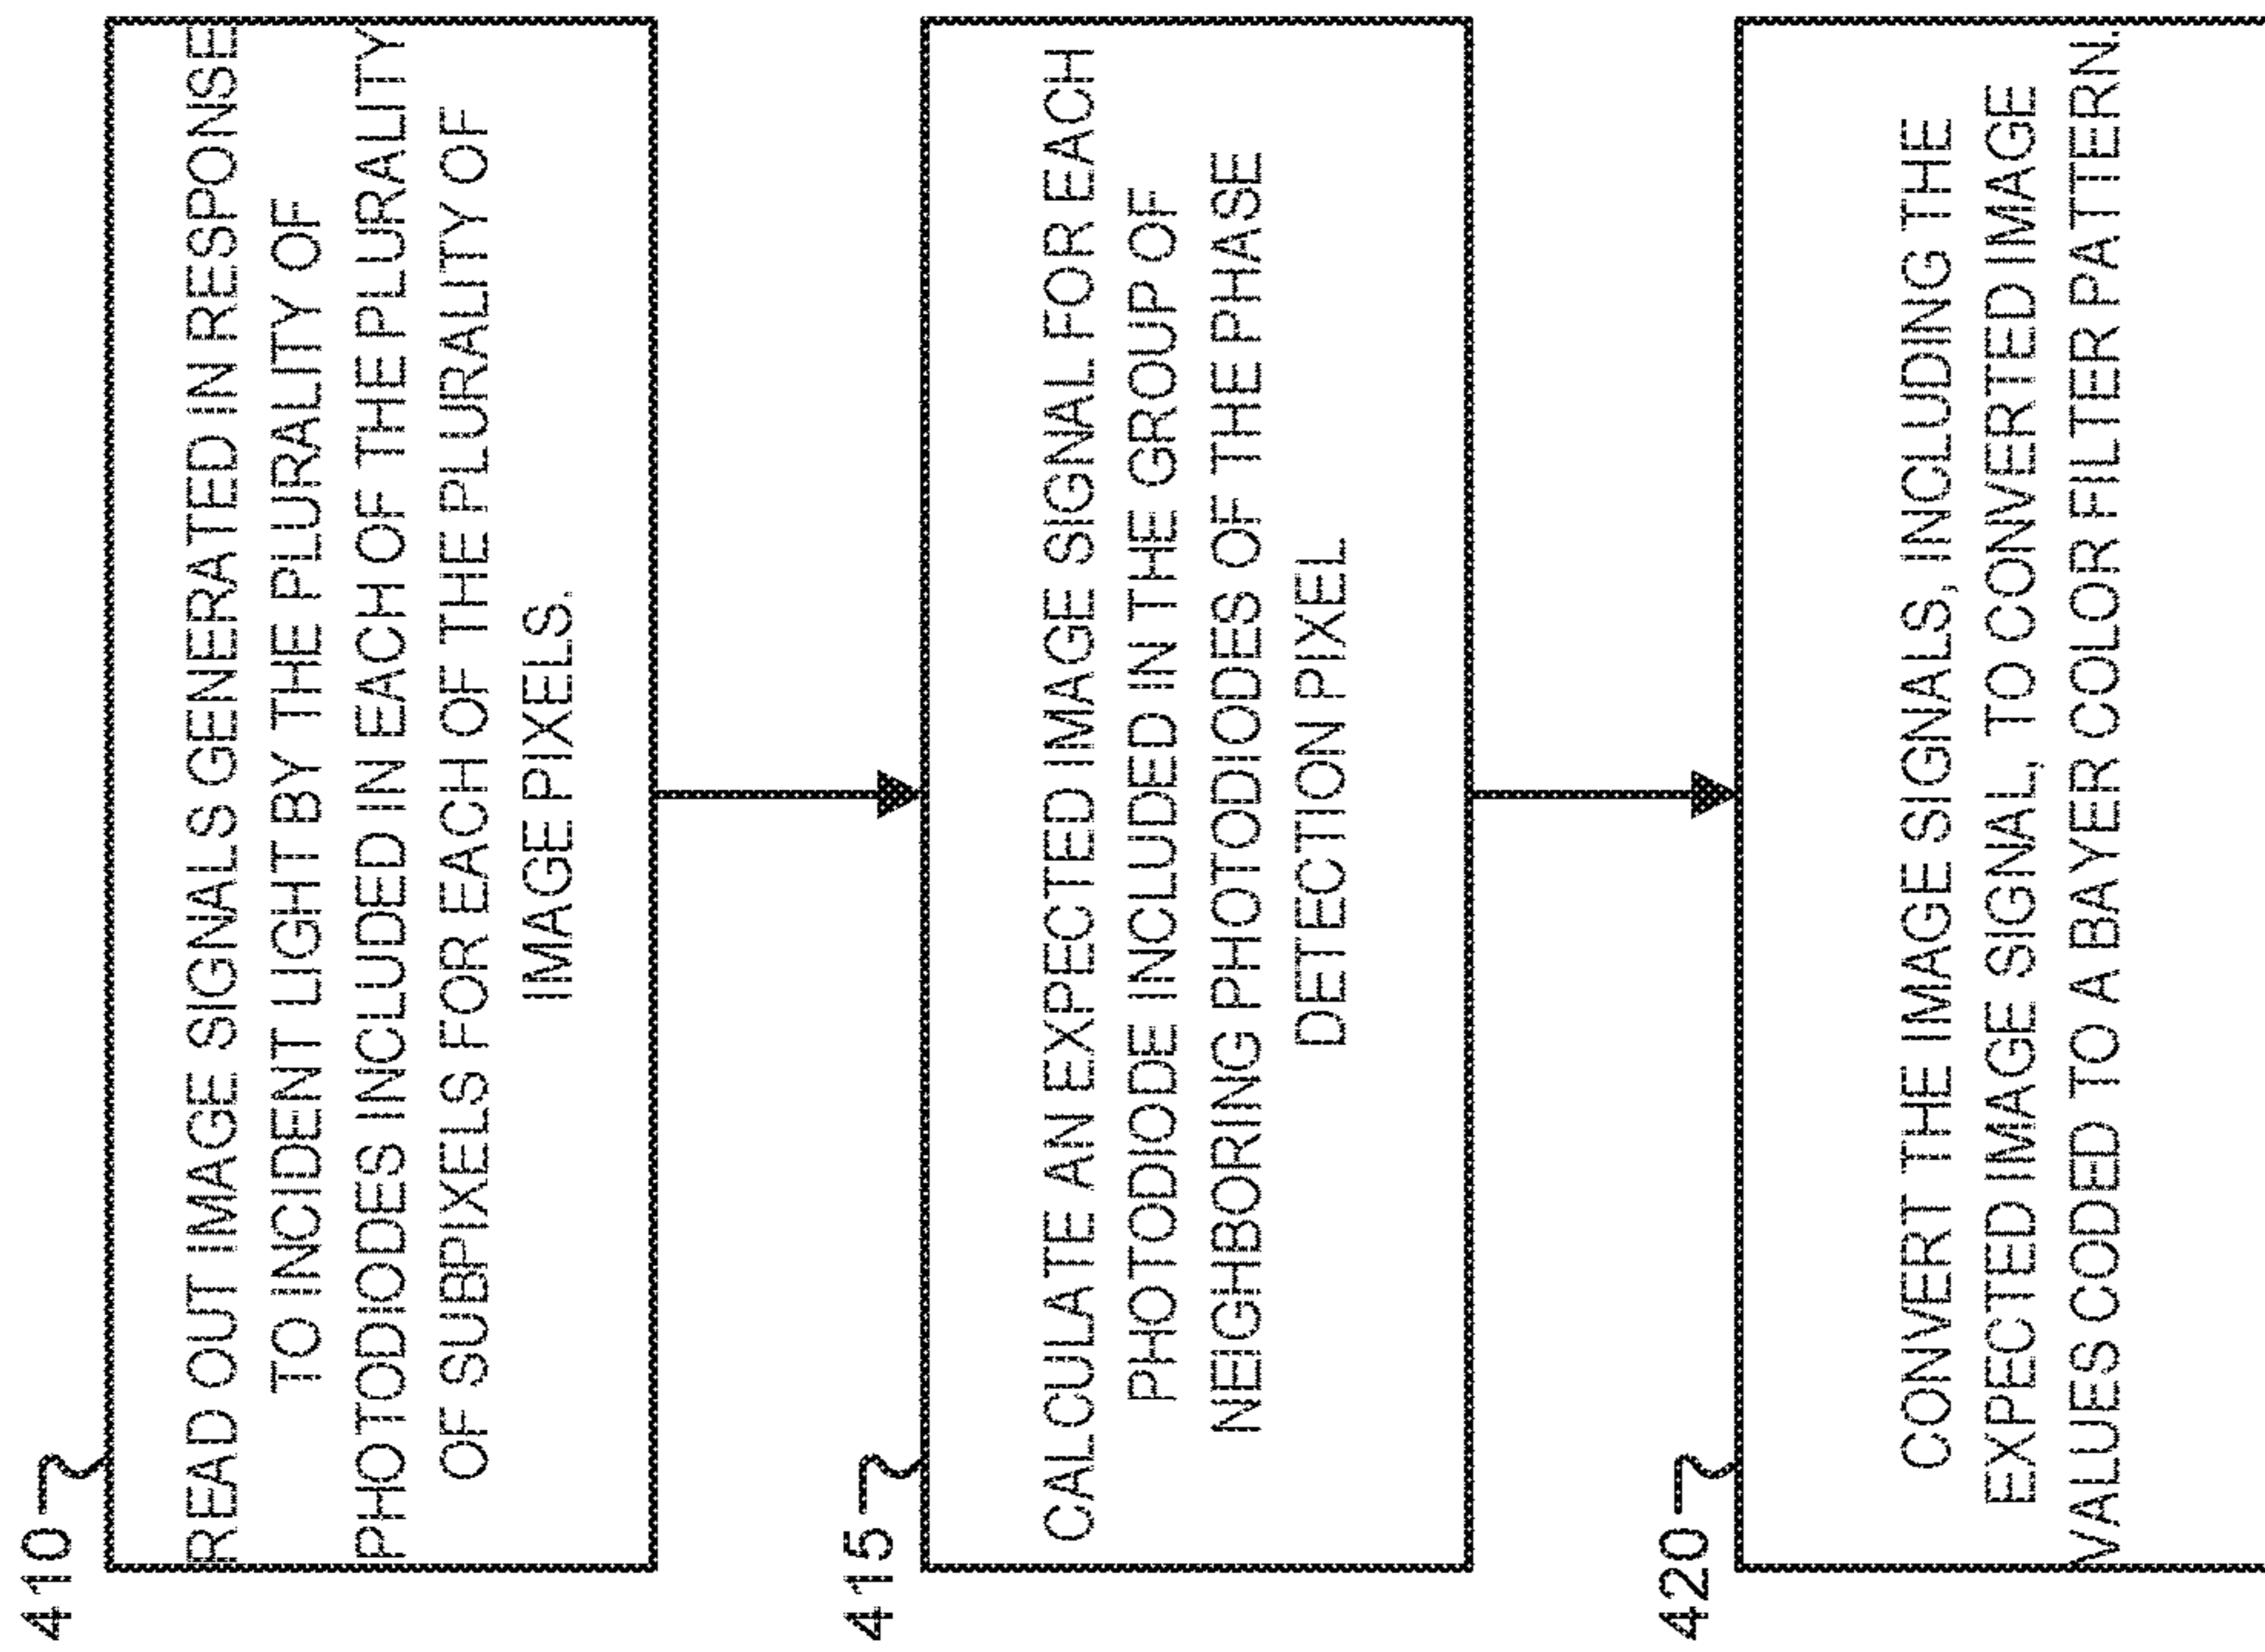 410
READ OUT IMAGE SIGNALS GENERATED IN RESPONSE
TO INCIDENT LIGHT BY THE PLURALITY OF
PHOTODIODES INCLUDED IN EACH OF THE PLURALITY
OF SUBPIXELS FOR EACH OF THE PLURALITY OF
IMAGE PIXELS.
415
CALCULATE AN EXPECTED IMAGE SIGNAL FOR EACH
PHOTODIODE INCLUDED IN THE GROUP OF
NEIGHBORING PHOTODIODES OF THE PHASE
DETECTION PIXEL
420
CONVERT THE IMAGE SIGNALS, INCLUDING THE
EXPECTED IMAGE SIGNAL, TO CONVERTED IMAGE
VALUES CODED TO A BAYER COLOR FILTER PATTERN.